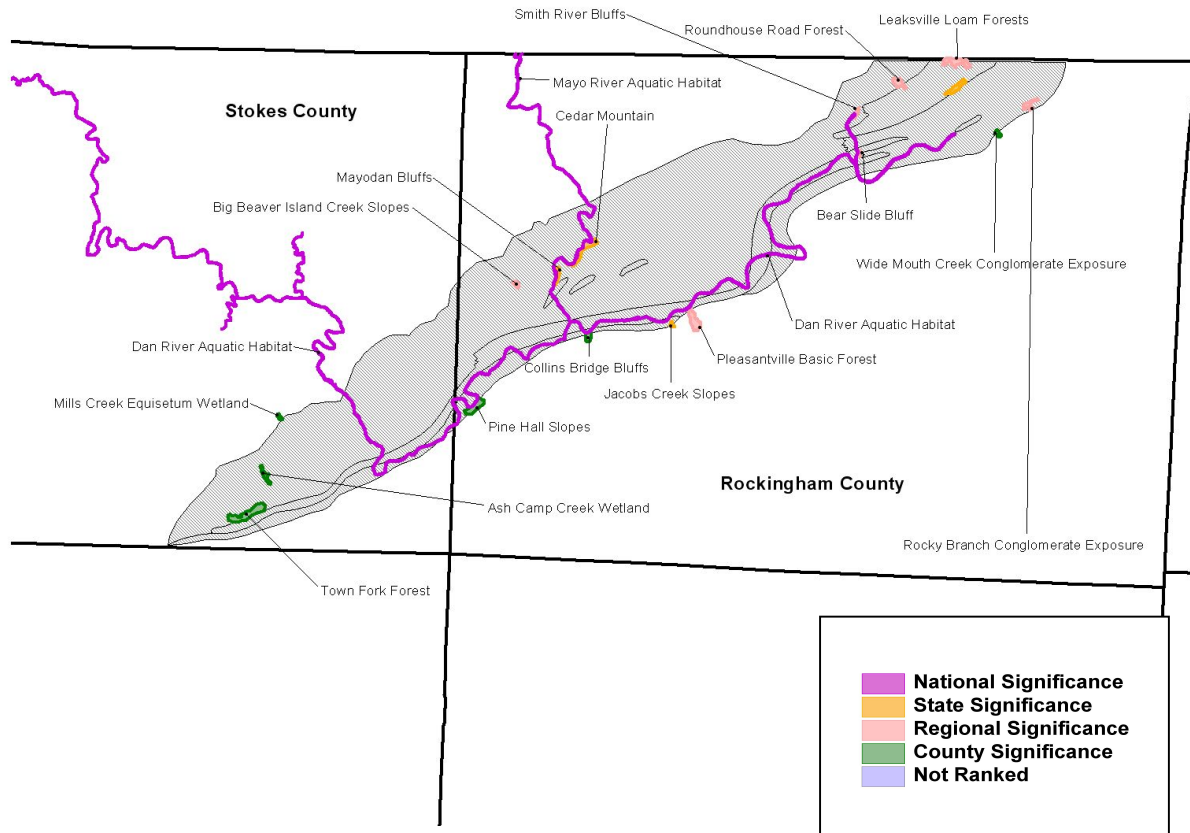 Smith River Bluffs
Leaksville Loam Forests
Roundhouse Road Forest
Mayo River Aquatic Habitat
Stokes County
Cedar Mountain
Mayodan Bluffs
Big Beaver Island Creek Slopes
Bear Slide Bluff
Wide Mouth Creek Conglomerate Exposure
Dan River Aquatic Habitat
Dan River Aquatic Habitat
Pleasantville Basic Forest
Collins Bridge Bluffs
Jacobs Creek Slopes
Mills Creek Equisetum Wetland
Pine Hall Slopes
Rockingham County
Ash Camp Creek Wetland
Rocky Branch Conglomerate Exposure
Town Fork Forest
National Significance
State Significance
Regional Significance
County Significance
Not Ranked